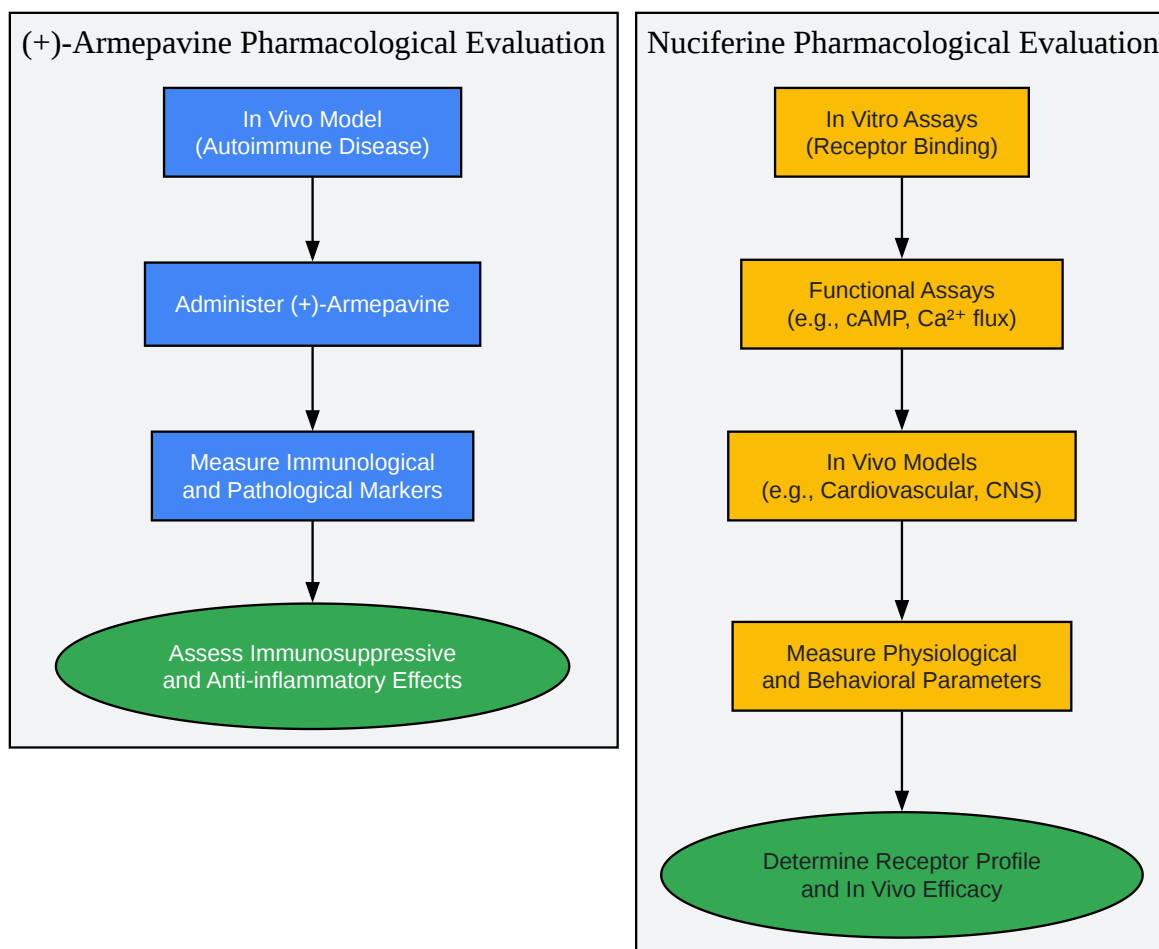 (+)-Armepavine Pharmacological Evaluation
In Vivo Model
(Autoimmune Disease)
Administer (+)-Armepavine
Measure Immunological
and Pathological Markers
Assess Immunosuppressive
and Anti-inflammatory Effects
Nuciferine Pharmacological Evaluation
In Vitro Assays
(Receptor Binding)
Functional Assays
(e.g., cAMP, Ca²⁺ flux)
In Vivo Models
(e.g., Cardiovascular, CNS)
Measure Physiological
and Behavioral Parameters
Determine Receptor Profile
and In Vivo Efficacy